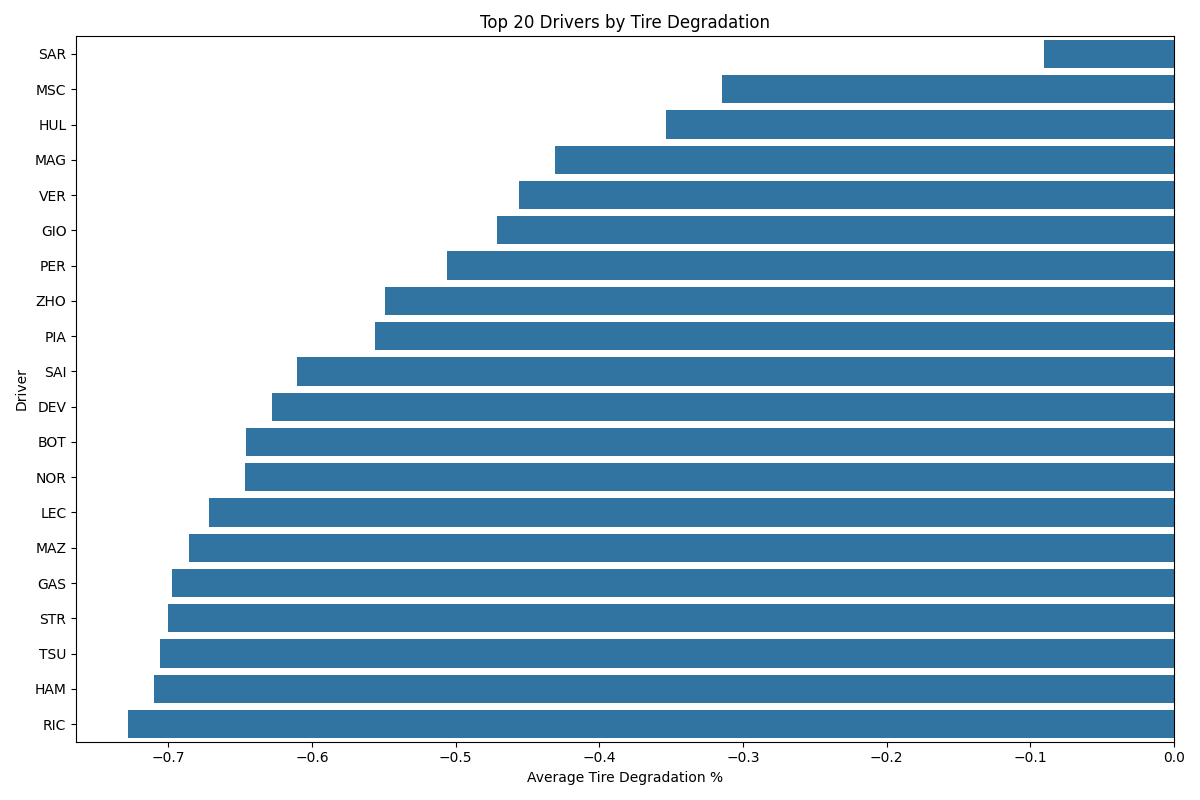 Top 20 Drivers by Tire Degradation
Driver
SAR
MSC
HUL
MAG
VER
GIO
PER
ZHO
PIA
SAI
DEV
BOT
NOR
LEC
MAZ
GAS
STR
TSU
HAM
RIC
−0.7 −0.6 −0.5 −0.4 −0.3 −0.2 −0.1 0.0
Average Tire Degradation %